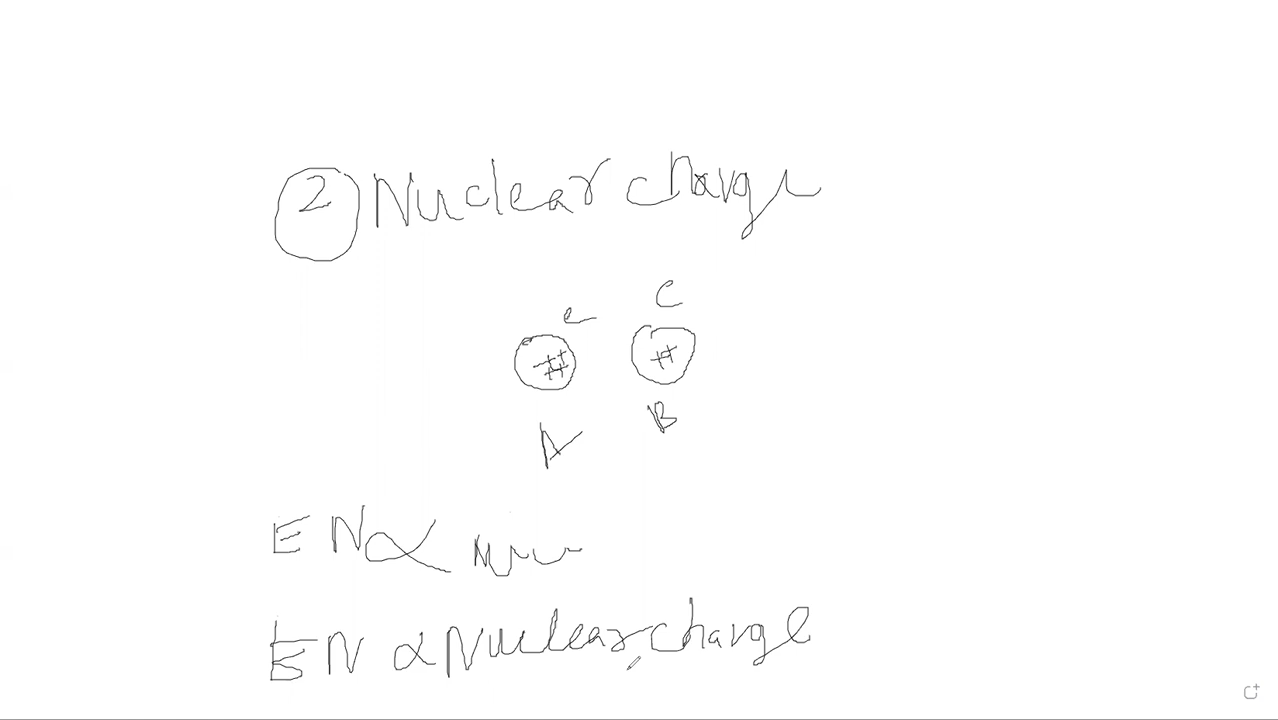 2 Nuclear charge
e e
++ ++ ++
A B
EN ∝
EN ∝ Nuclear charge